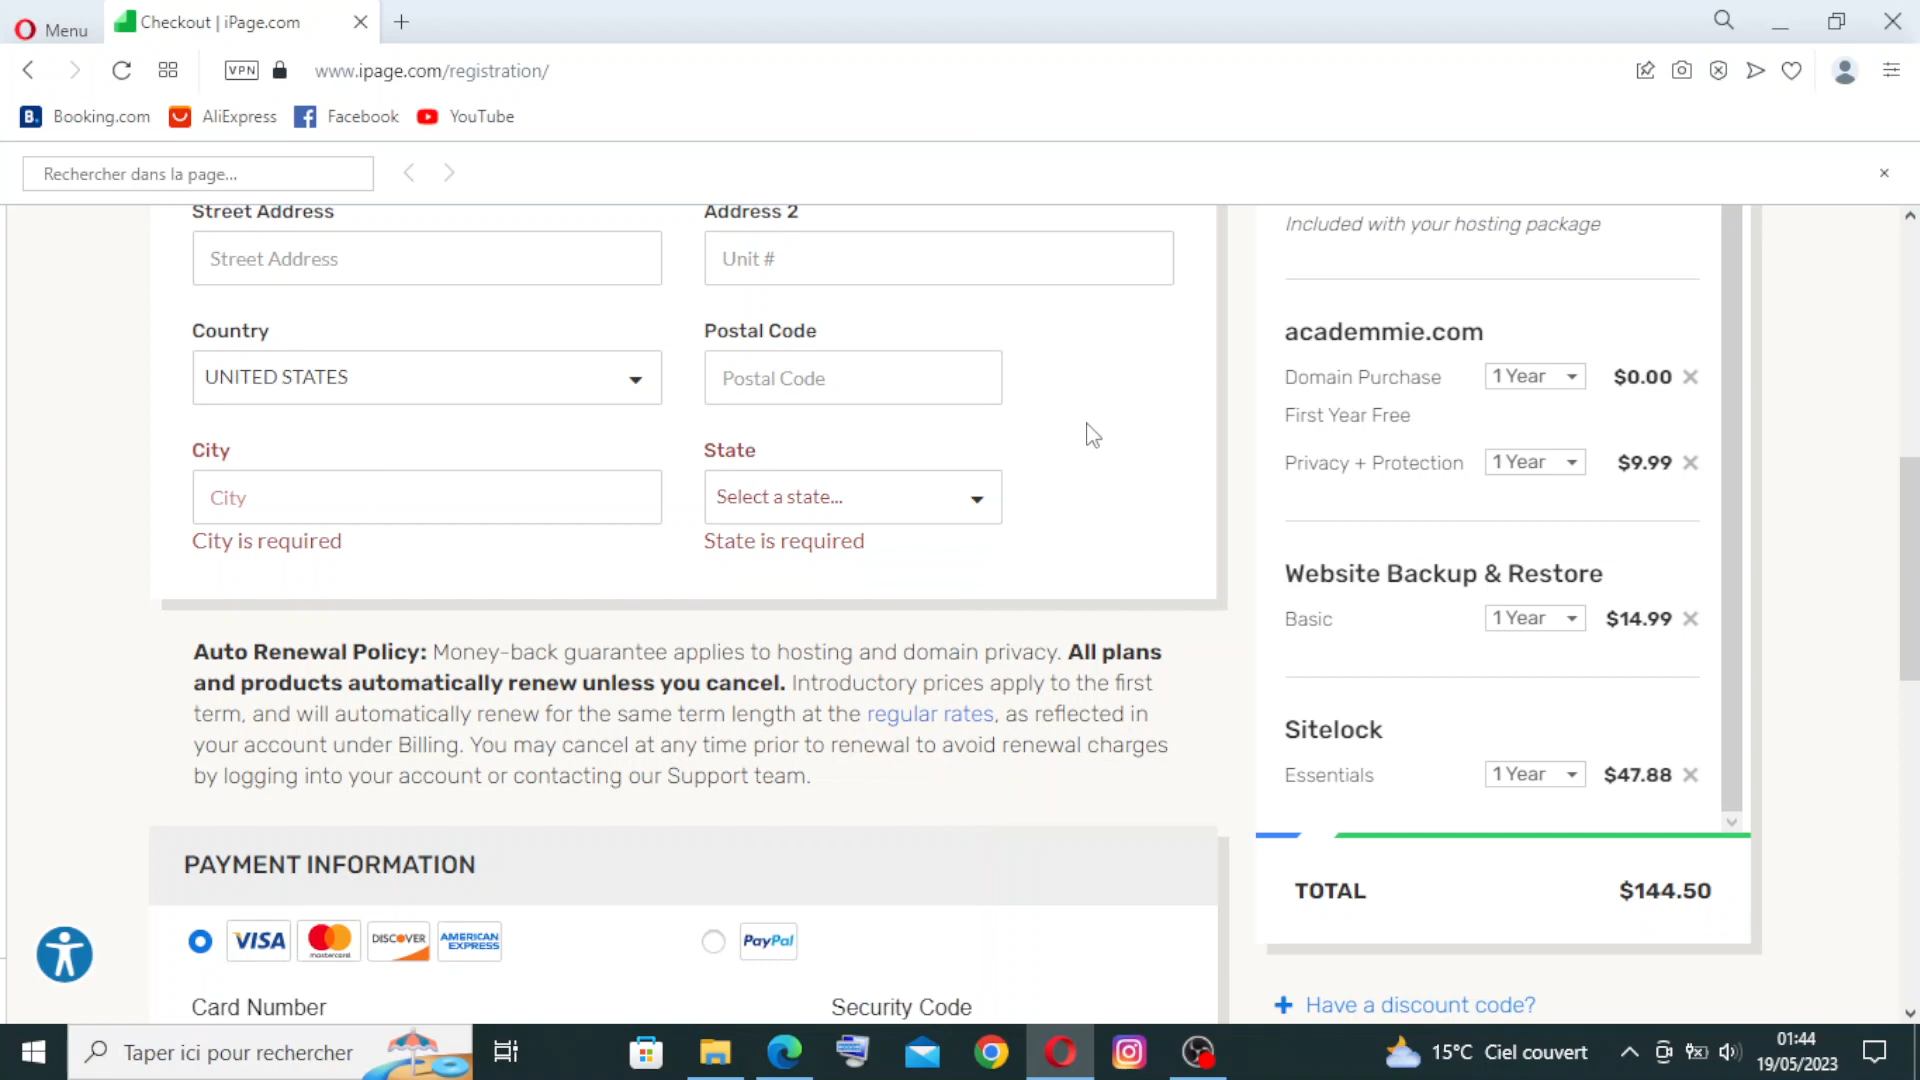 Menu
Checkout | iPage.com
VPN
www.ipage.com/registration/
Booking.com
AliExpress
Facebook
YouTube
Rechercher dans la page...
Street Address
Address 2
Street Address
Unit #
Country
Postal Code
UNITED STATES
Postal Code
City
State
City
Select a state...
City is required
State is required
Auto Renewal Policy: Money-back guarantee applies to hosting and domain privacy. All plans
and products automatically renew unless you cancel. Introductory prices apply to the first
term, and will automatically renew for the same term length at the regular rates, as reflected in
your account under Billing. You may cancel at any time prior to renewal to avoid renewal charges
by logging into your account or contacting our Support team.
PAYMENT INFORMATION
VISA
mastercard
DISCOVER
AMERICAN
EXPRESS
PayPal
Card Number
Security Code
Included with your hosting package
academmie.com
Domain Purchase 1 Year $0.00
First Year Free
Privacy + Protection 1 Year $9.99
Website Backup & Restore
Basic 1 Year $14.99
Sitelock
Essentials 1 Year $47.88
TOTAL $144.50
Have a discount code?
Taper ici pour rechercher
15°C Ciel couvert
01:44
19/05/2023